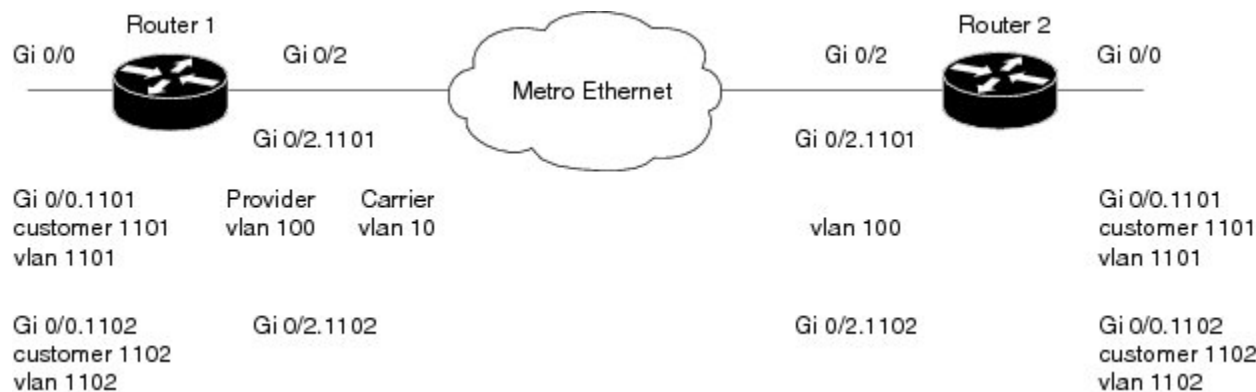 Router 1
Router 2
Gi 0/0
Gi 0/2
Gi 0/2
Gi 0/0
Metro Ethernet
Gi 0/2.1101
Gi 0/2.1101
Gi 0/0.1101
customer 1101
vlan 1101
Provider
vlan 100
Carrier
vlan 10
vlan 100
Gi 0/0.1101
customer 1101
vlan 1101
Gi 0/0.1102
customer 1102
vlan 1102
Gi 0/2.1102
Gi 0/2.1102
Gi 0/0.1102
customer 1102
vlan 1102